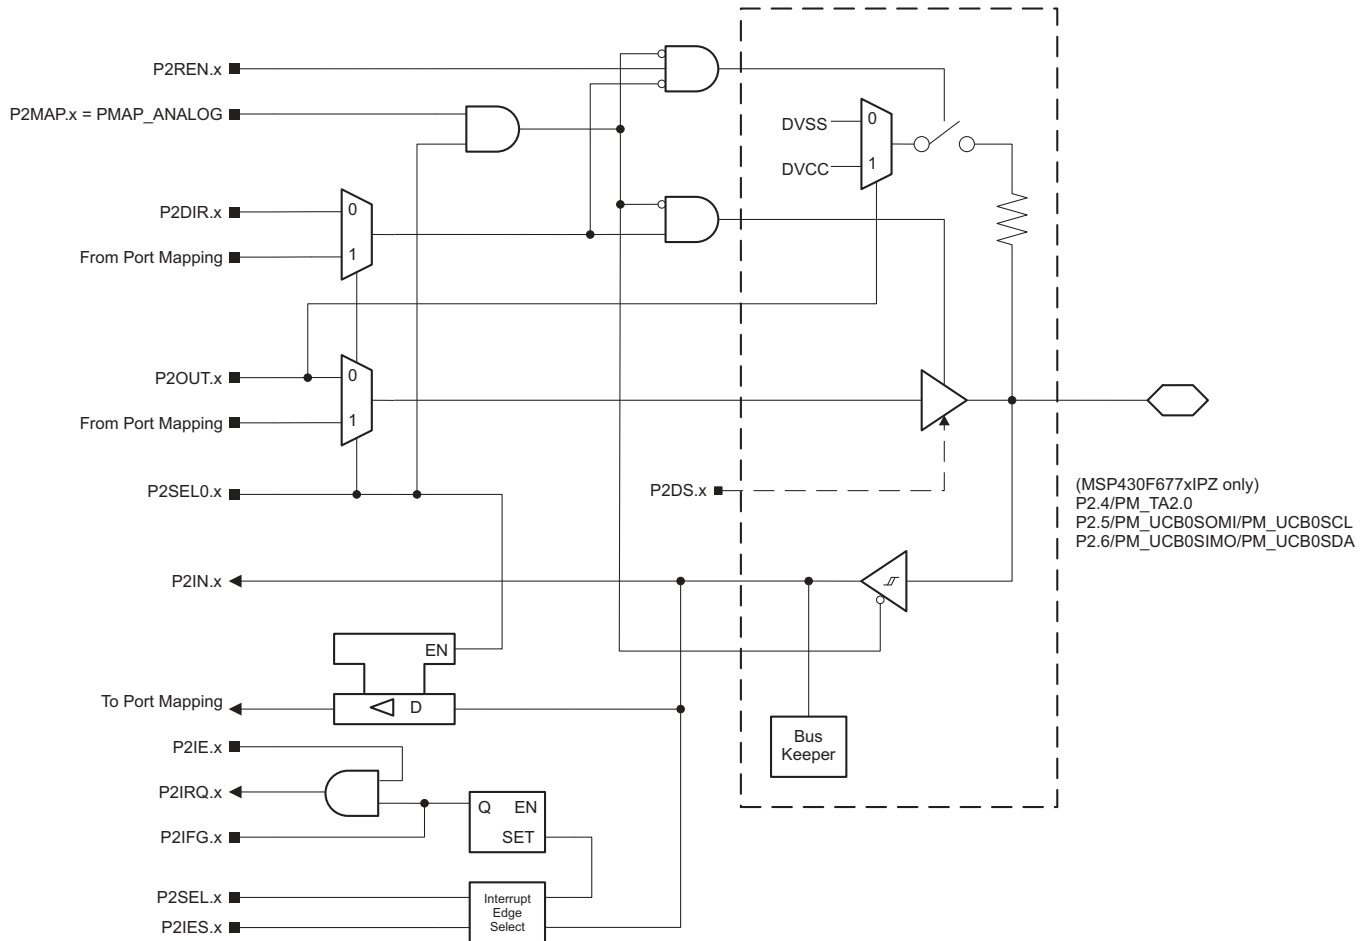 P2REN.x
P2MAP.x = PMAP_ANALOG
DVSS
0
DVCC
1
P2DIR.x
0
From Port Mapping
1
P2OUT.x
0
From Port Mapping
1
P2SEL0.x
P2DS.x
(MSP430F677xIPZ only)
P2.4/PM_TA2.0
P2.5/PM_UCB0SOMI/PM_UCB0SCL
P2.6/PM_UCB0SIMO/PM_UCB0SDA
P2IN.x
EN
To Port Mapping
D
Bus
Keeper
P2IE.x
P2IRQ.x
Q EN
SET
P2IFG.x
P2SEL.x
P2IES.x
Interrupt
Edge
Select